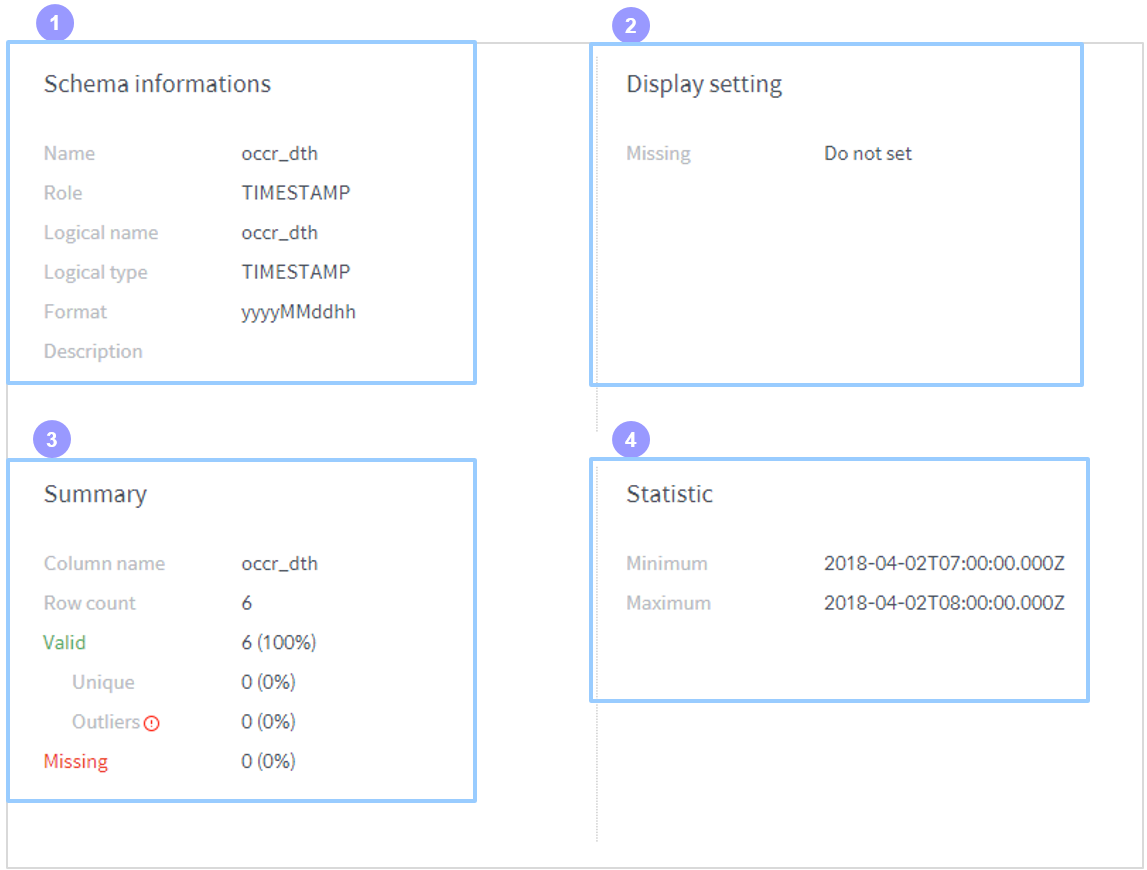 1
Schema informations
Name occr_dth
Role TIMESTAMP
Logical name occr_dth
Logical type TIMESTAMP
Format yyyyMMddhh
Description
2
Display setting
Missing Do not set
3
Summary
Column name occr_dth
Row count 6
Valid 6 (100%)
Unique 0 (0%)
Outliers 0 (0%)
Missing 0 (0%)
4
Statistic
Minimum 2018-04-02T07:00:00.000Z
Maximum 2018-04-02T08:00:00.000Z